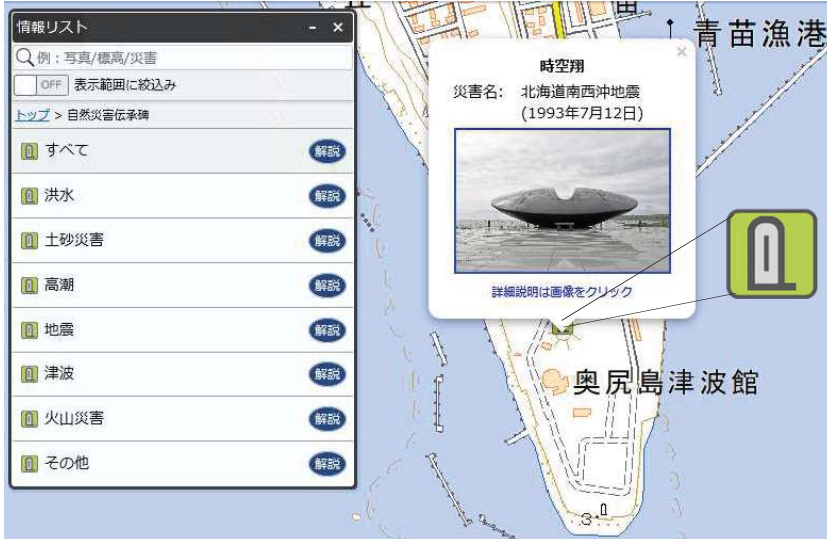 情報リスト - ×
例：写真/標高/災害
OFF 表示範囲に絞込み
トップ > 自然災害伝承碑
すべて 解説
洪水 解説
土砂災害 解説
高潮 解説
地震 解説
津波 解説
火山災害 解説
その他 解説
青苗漁港
×
時空翔
災害名： 北海道南西沖地震
(1993年7月12日)
詳細説明は画像をクリック
奥尻島津波館
3